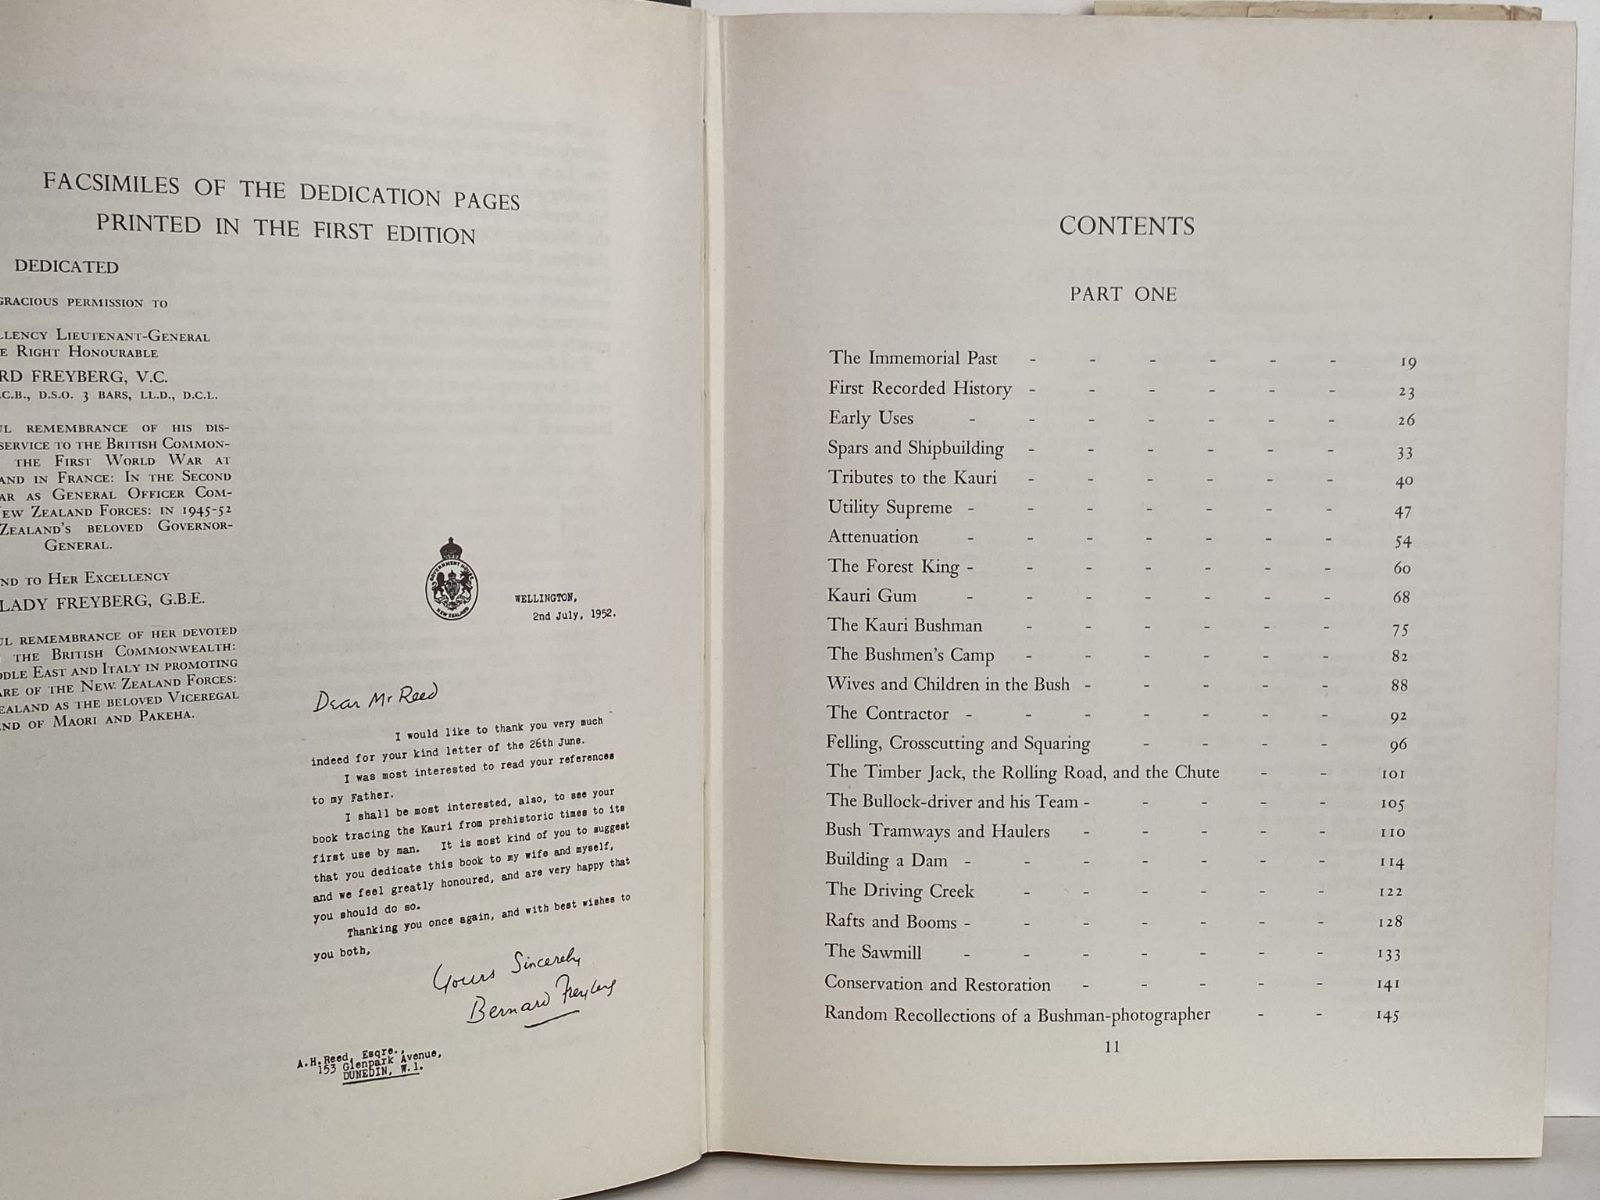 FACSIMILES OF THE DEDICATION PAGES
PRINTED IN THE FIRST EDITION
DEDICATED
GRACIOUS PERMISSION TO
LLENCY LIEUTENANT-GENERAL
E RIGHT HONOURABLE
RD FREYBERG, V.C.
.C.B., D.S.O. 3 BARS, LL.D., D.C.L.
UL REMEMBRANCE OF HIS DIS-
SERVICE TO THE BRITISH COMMON-
THE FIRST WORLD WAR AT
AND IN FRANCE: IN THE SECOND
AR AS GENERAL OFFICER COM-
NEW ZEALAND FORCES: IN 1945-52
ZEALAND'S BELOVED GOVERNOR-
GENERAL.
ND TO HER EXCELLENCY
LADY FREYBERG, G.B.E.
UL REMEMBRANCE OF HER DEVOTED
THE BRITISH COMMONWEALTH:
DDLE EAST AND ITALY IN PROMOTING
ARE OF THE NEW ZEALAND FORCES:
EALAND AS THE BELOVED VICEREGAL
ND OF MAORI AND PAKEHA.
GOVERNMENT HOUSE
NEW ZEALAND
WELLINGTON,
2nd July, 1952.
Dear Mr Reed
I would like to thank you very much
indeed for your kind letter of the 26th June.
I was most interested to read your references
to my Father.
I shall be most interested, also, to see your
book tracing the Kauri from prehistoric times to its
first use by man. It is most kind of you to suggest
that you dedicate this book to my wife and myself,
and we feel greatly honoured, and are very happy that
you should do so.
Thanking you once again, and with best wishes to
you both,
Yours Sincerely
Bernard Freyberg
A.H.Reed, Esqre.,
153 Glenpark Avenue,
DUNEDIN, W.1.
CONTENTS
PART ONE
The Immemorial Past - - - - - - 19
First Recorded History - - - - - - 23
Early Uses - - - - - - - 26
Spars and Shipbuilding - - - - - - 33
Tributes to the Kauri - - - - - - 40
Utility Supreme - - - - - - - 47
Attenuation - - - - - - - 54
The Forest King - - - - - - - 60
Kauri Gum - - - - - - - 68
The Kauri Bushman - - - - - - 75
The Bushmen's Camp - - - - - - 82
Wives and Children in the Bush - - - - - 88
The Contractor - - - - - - - 92
Felling, Crosscutting and Squaring - - - - 96
The Timber Jack, the Rolling Road, and the Chute - - 101
The Bullock-driver and his Team - - - - - 105
Bush Tramways and Haulers - - - - - 110
Building a Dam - - - - - - - 114
The Driving Creek - - - - - - 122
Rafts and Booms - - - - - - - 128
The Sawmill - - - - - - - 133
Conservation and Restoration - - - - - 141
Random Recollections of a Bushman-photographer - - 145
11